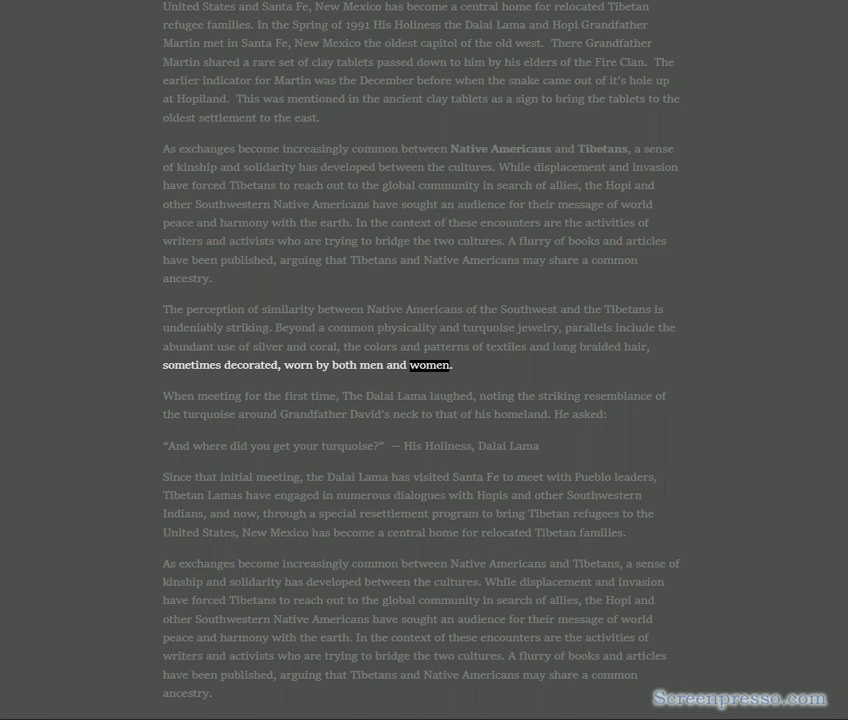 United States and Santa Fe, New Mexico has become a central home for relocated Tibetan
refugee families. In the Spring of 1991 His Holiness the Dalai Lama and Hopi Grandfather
Martin met in Santa Fe, New Mexico the oldest capitol of the old west.  There Grandfather
Martin shared a rare set of clay tablets passed down to him by his elders of the Fire Clan.  The
earlier indicator for Martin was the December before when the snake came out of it's hole up
at Hopiland.  This was mentioned in the ancient clay tablets as a sign to bring the tablets to the
oldest settlement to the east.
As exchanges become increasingly common between Native Americans and Tibetans, a sense
of kinship and solidarity has developed between the cultures. While displacement and invasion
have forced Tibetans to reach out to the global community in search of allies, the Hopi and
other Southwestern Native Americans have sought an audience for their message of world
peace and harmony with the earth. In the context of these encounters are the activities of
writers and activists who are trying to bridge the two cultures. A flurry of books and articles
have been published, arguing that Tibetans and Native Americans may share a common
ancestry.
The perception of similarity between Native Americans of the Southwest and the Tibetans is
undeniably striking. Beyond a common physicality and turquoise jewelry, parallels include the
abundant use of silver and coral, the colors and patterns of textiles and long braided hair,
sometimes decorated, worn by both men and women.
When meeting for the first time, The Dalai Lama laughed, noting the striking resemblance of
the turquoise around Grandfather David's neck to that of his homeland. He asked:
“And where did you get your turquoise?”  — His Holiness, Dalai Lama
Since that initial meeting, the Dalai Lama has visited Santa Fe to meet with Pueblo leaders,
Tibetan Lamas have engaged in numerous dialogues with Hopis and other Southwestern
Indians, and now, through a special resettlement program to bring Tibetan refugees to the
United States, New Mexico has become a central home for relocated Tibetan families.
As exchanges become increasingly common between Native Americans and Tibetans, a sense of
kinship and solidarity has developed between the cultures. While displacement and invasion
have forced Tibetans to reach out to the global community in search of allies, the Hopi and
other Southwestern Native Americans have sought an audience for their message of world
peace and harmony with the earth. In the context of these encounters are the activities of
writers and activists who are trying to bridge the two cultures. A flurry of books and articles
have been published, arguing that Tibetans and Native Americans may share a common
ancestry.
Screenpresso.com